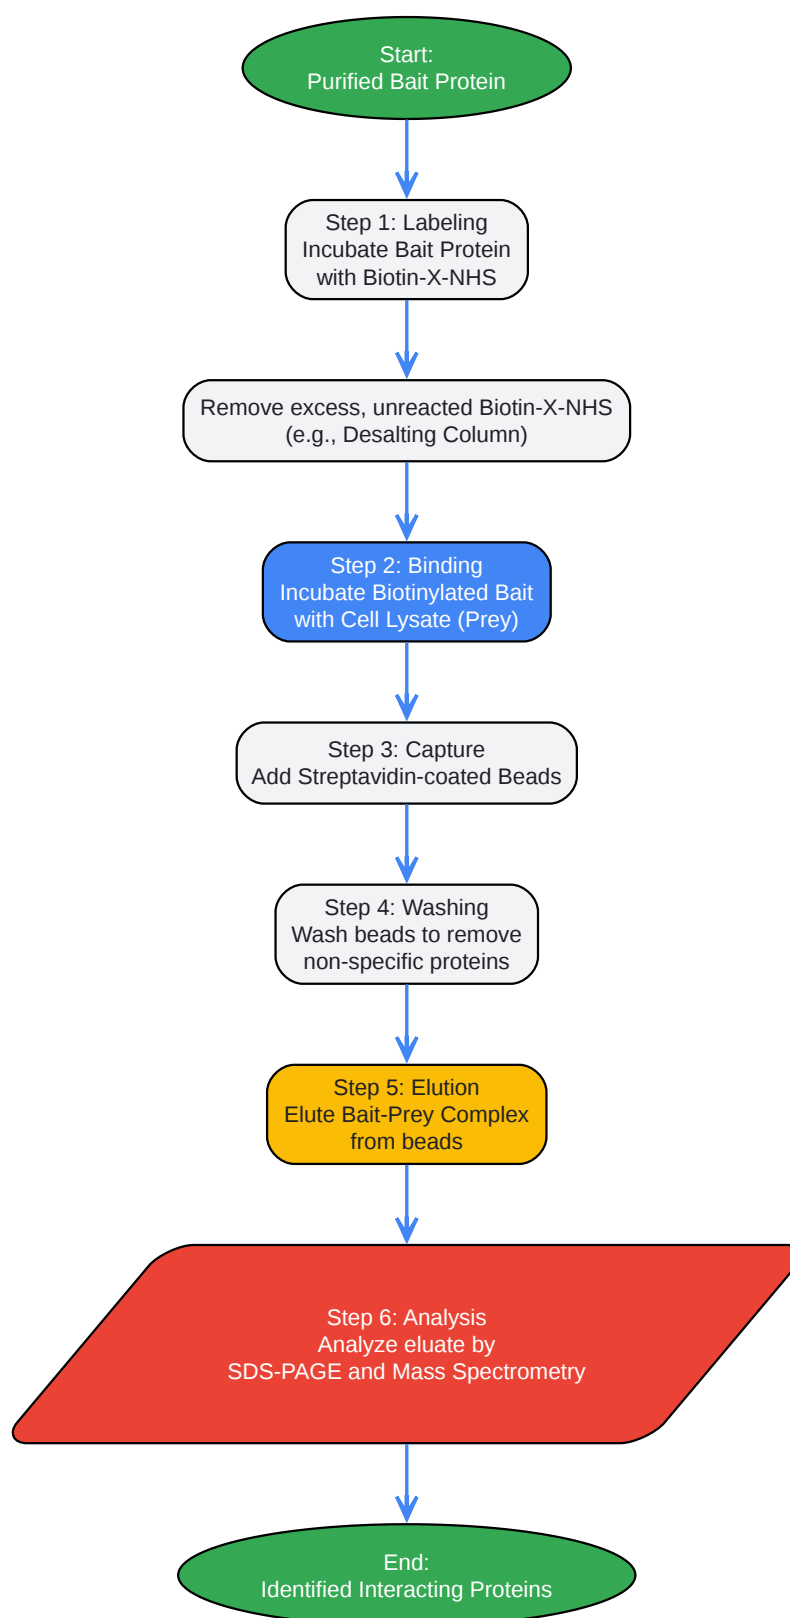 Start:
Purified Bait Protein
Step 1: Labeling
Incubate Bait Protein
with Biotin-X-NHS
Remove excess, unreacted Biotin-X-NHS
(e.g., Desalting Column)
Step 2: Binding
Incubate Biotinylated Bait
with Cell Lysate (Prey)
Step 3: Capture
Add Streptavidin-coated Beads
Step 4: Washing
Wash beads to remove
non-specific proteins
Step 5: Elution
Elute Bait-Prey Complex
from beads
Step 6: Analysis
Analyze eluate by
SDS-PAGE and Mass Spectrometry
End:
Identified Interacting Proteins